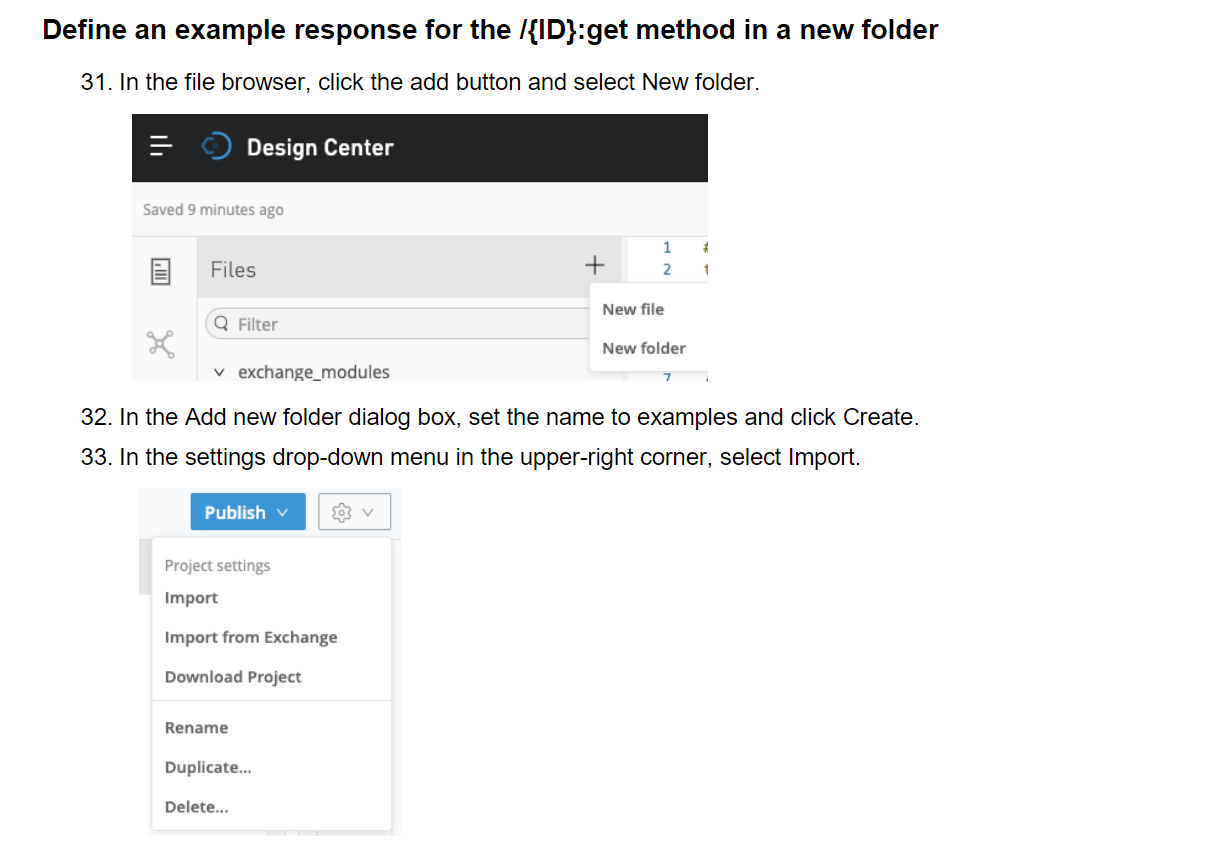 Define an example response for the /{ID}:get method in a new folder
31. In the file browser, click the add button and select New folder.
Design Center
Saved 9 minutes ago
Files
1 #
2 t
New file
Filter
New folder
exchange_modules
7
32. In the Add new folder dialog box, set the name to examples and click Create.
33. In the settings drop-down menu in the upper-right corner, select Import.
Publish
Project settings
Import
Import from Exchange
Download Project
Rename
Duplicate...
Delete...